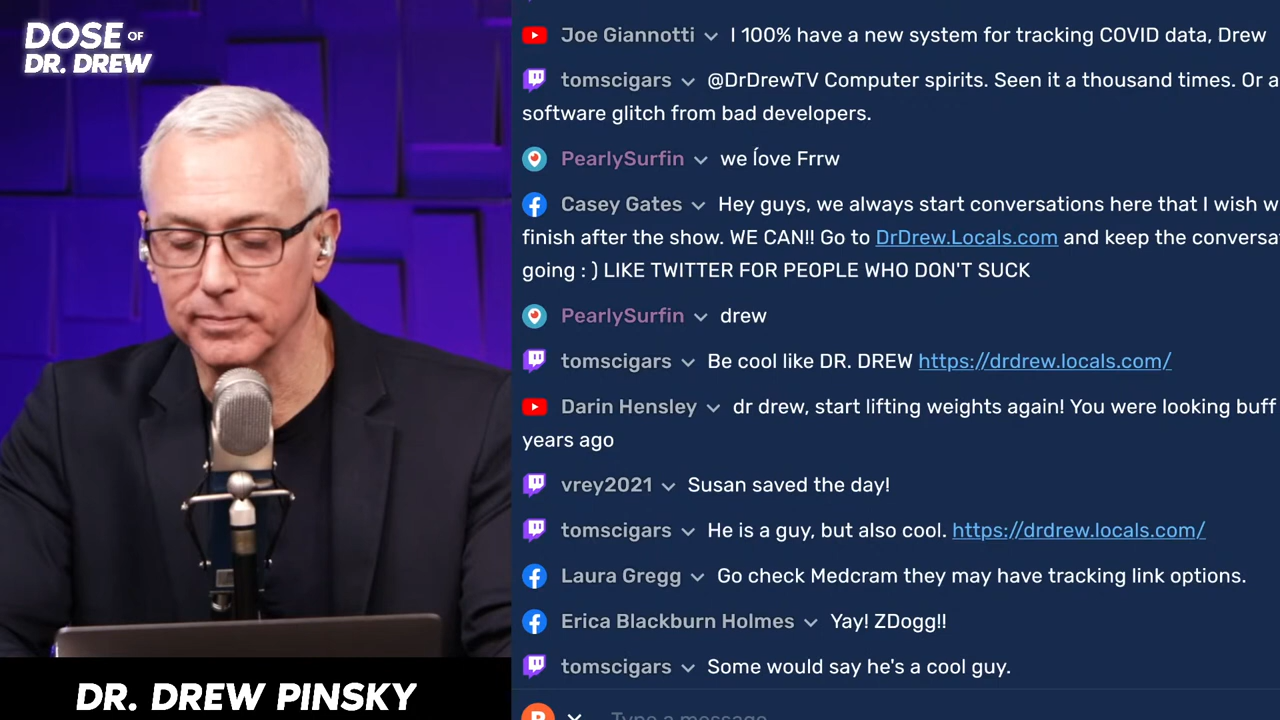 DOSE OF
DR. DREW
DR. DREW PINSKY
Joe Giannotti I 100% have a new system for tracking COVID data, Drew
tomscigars @DrDrewTV Computer spirits. Seen it a thousand times. Or a
software glitch from bad developers.
PearlySurfin we ĺove Frrw
Casey Gates Hey guys, we always start conversations here that I wish w
finish after the show. WE CAN!! Go to DrDrew.Locals.com and keep the conversat
going : ) LIKE TWITTER FOR PEOPLE WHO DON'T SUCK
PearlySurfin drew
tomscigars Be cool like DR. DREW https://drdrew.locals.com/
Darin Hensley dr drew, start lifting weights again! You were looking buff
years ago
vrey2021 Susan saved the day!
tomscigars He is a guy, but also cool. https://drdrew.locals.com/
Laura Gregg Go check Medcram they may have tracking link options.
Erica Blackburn Holmes Yay! ZDogg!!
tomscigars Some would say he's a cool guy.
Type a message